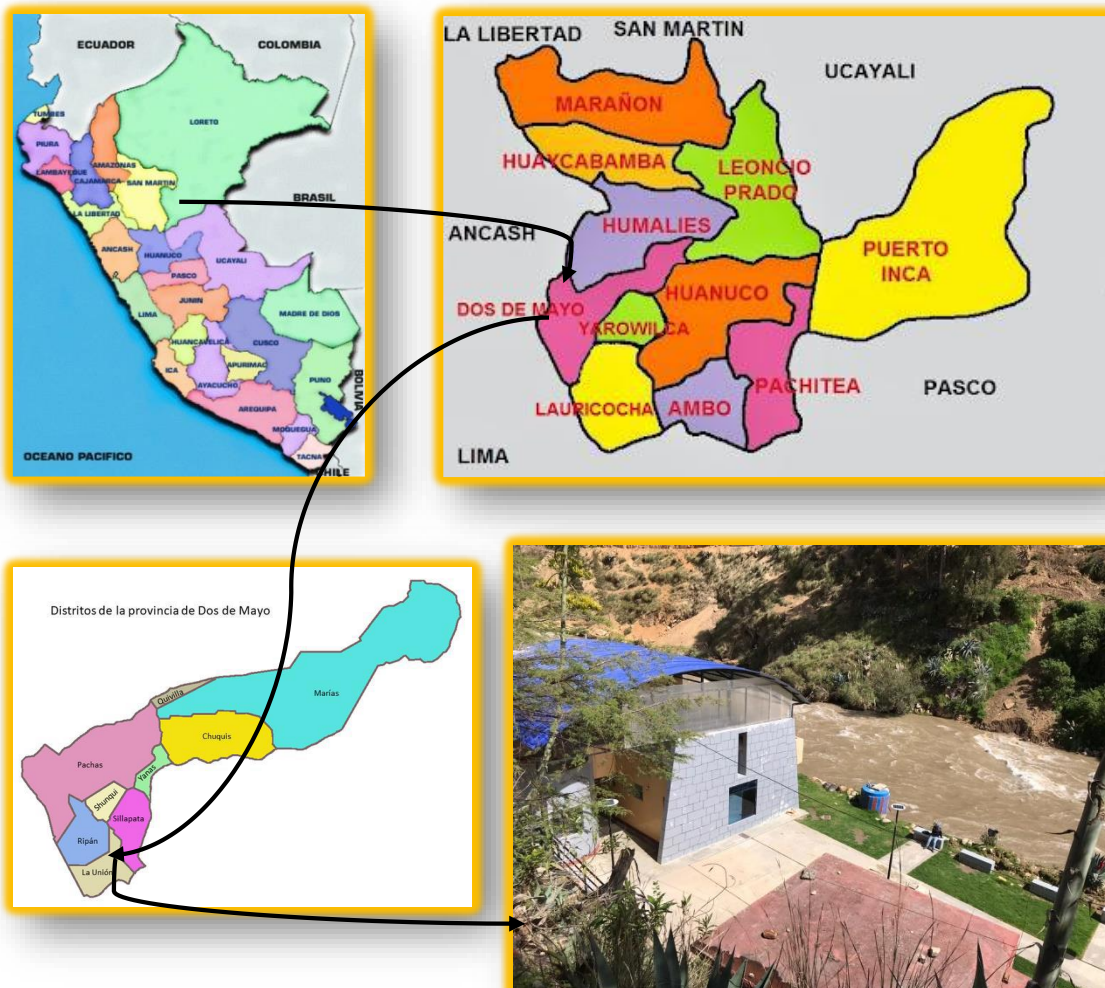 ECUADOR
COLOMBIA
TUMBES
LORETO
PIURA
AMAZONAS
LAMBAYEQUE
CAJAMARCA
SAN MARTIN
BRASIL
LA LIBERTAD
ANCASH
HUANUCO
UCAYALI
PASCO
JUNIN
LIMA
MADRE DE DIOS
HUANCAVELICA
CUSCO
ICA
APURIMAC
AYACUCHO
PUNO
BOLIVIA
AREQUIPA
MOQUEGUA
OCEANO PACIFICO
TACNA
CHILE
LA LIBERTAD
SAN MARTIN
UCAYALI
MARAÑON
HUAYCABAMBA
LEONCIO
PRADO
ANCASH
HUMALIES
PUERTO
INCA
DOS DE MAYO
HUANUCO
YAROWILCA
PACHITEA
PASCO
LAURICOCHA
AMBO
LIMA
Distritos de la provincia de Dos de Mayo
Quivilla
Marías
Chuquis
Pachas
Yanas
Shunqui
Sillapata
Ripán
La Unión